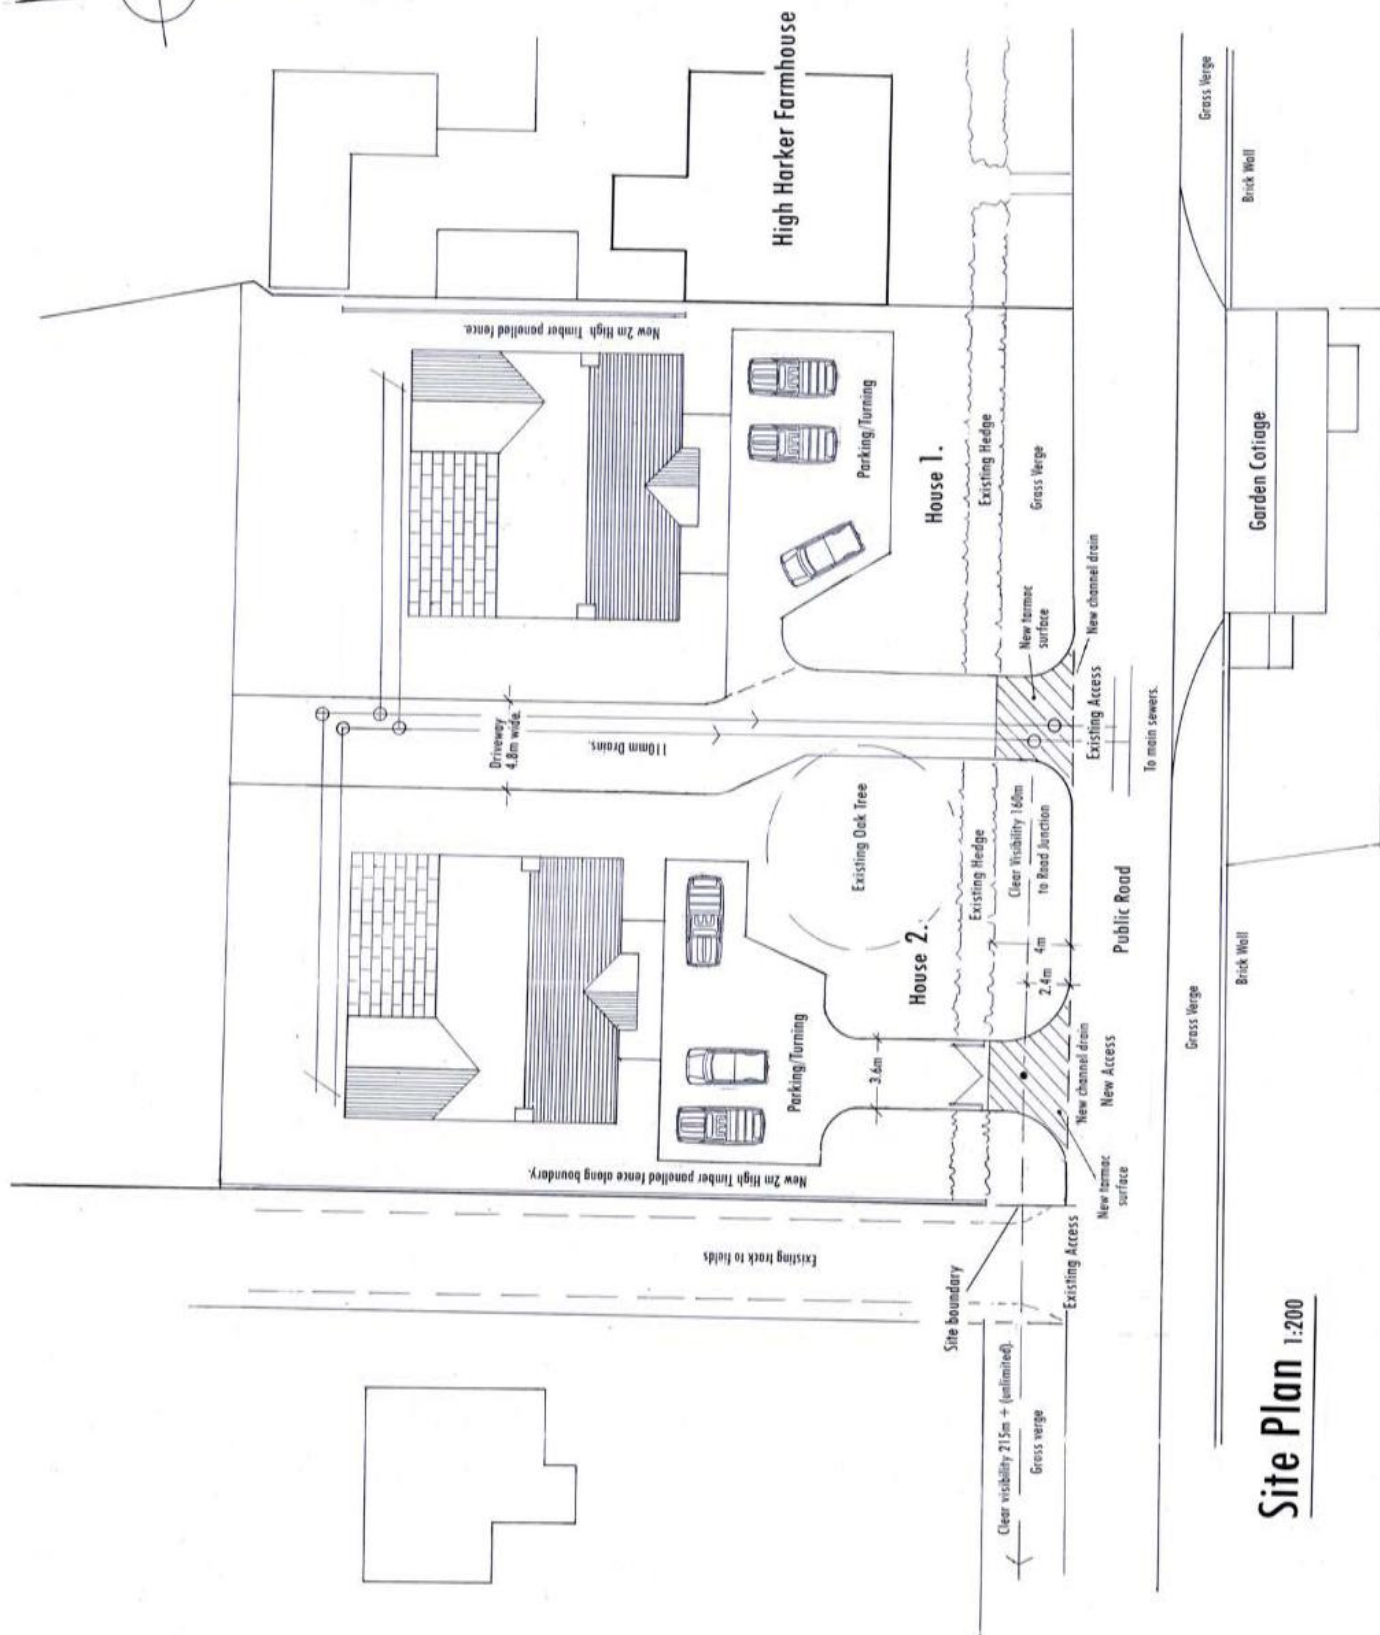 High Harker Farmhouse
Grass Verge
Brick Wall
New 2m High Timber panelled fence.
Parking/Turning
House 1.
Existing Hedge
Grass Verge
Garden Cottage
New tarmac
surface
New channel drain
Existing Access
To main sewers.
Driveway
4.8m wide.
110mm Drains.
Existing Oak Tree
Existing Hedge
Clear Visibility 160m
to Road Junction
House 2.
4m
2.4m
Public Road
Brick Wall
Grass Verge
Parking/Turning
3.6m
New channel drain
New Access
New tarmac
surface
New 2m High Timber panelled fence along boundary.
Existing track to fields
Site boundary
Existing Access
Clear visibility 215m + (unlimited).
Grass verge
Site Plan 1:200